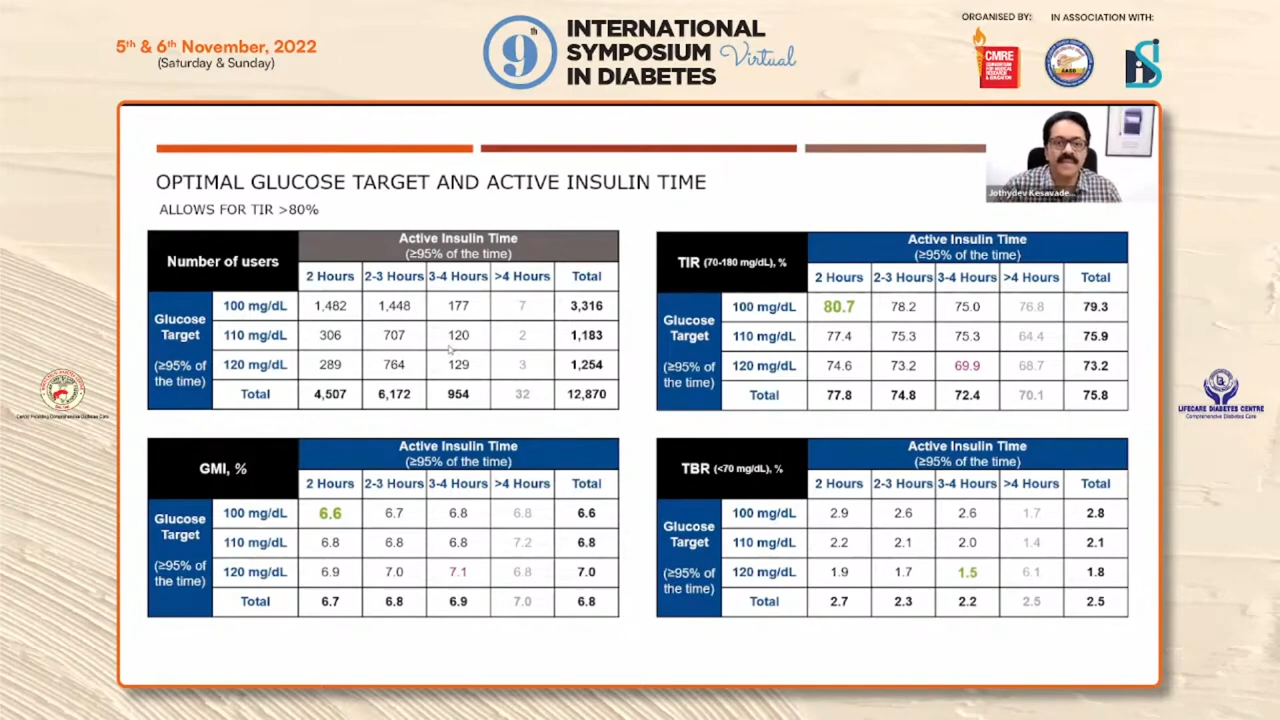 5th & 6th November, 2022
(Saturday & Sunday)
9th
INTERNATIONAL
SYMPOSIUM Virtual
IN DIABETES
ORGANISED BY: IN ASSOCIATION WITH:
CMRE
CONSORTIUM
FOR MEDICAL
RESEARCH
& EDUCATION
AASD
Jothydev Kesavade...
OPTIMAL GLUCOSE TARGET AND ACTIVE INSULIN TIME
ALLOWS FOR TIR >80%
Number of users
Active Insulin Time
(≥95% of the time)
2 Hours 2-3 Hours 3-4 Hours >4 Hours Total
Glucose Target (≥95% of the time)
100 mg/dL 1,482 1,448 177 7 3,316
110 mg/dL 306 707 120 2 1,183
120 mg/dL 289 764 129 3 1,254
Total 4,507 6,172 954 32 12,870
TIR (70-180 mg/dL), %
Active Insulin Time
(≥95% of the time)
2 Hours 2-3 Hours 3-4 Hours >4 Hours Total
Glucose Target (≥95% of the time)
100 mg/dL 80.7 78.2 75.0 76.8 79.3
110 mg/dL 77.4 75.3 75.3 64.4 75.9
120 mg/dL 74.6 73.2 69.9 68.7 73.2
Total 77.8 74.8 72.4 70.1 75.8
GMI, %
Active Insulin Time
(≥95% of the time)
2 Hours 2-3 Hours 3-4 Hours >4 Hours Total
Glucose Target (≥95% of the time)
100 mg/dL 6.6 6.7 6.8 6.8 6.6
110 mg/dL 6.8 6.8 6.8 7.2 6.8
120 mg/dL 6.9 7.0 7.1 6.8 7.0
Total 6.7 6.8 6.9 7.0 6.8
TBR (<70 mg/dL), %
Active Insulin Time
(≥95% of the time)
2 Hours 2-3 Hours 3-4 Hours >4 Hours Total
Glucose Target (≥95% of the time)
100 mg/dL 2.9 2.6 2.6 1.7 2.8
110 mg/dL 2.2 2.1 2.0 1.4 2.1
120 mg/dL 1.9 1.7 1.5 6.1 1.8
Total 2.7 2.3 2.2 2.5 2.5
LIFECARE DIABETES CENTRE
Comprehensive Diabetes Care